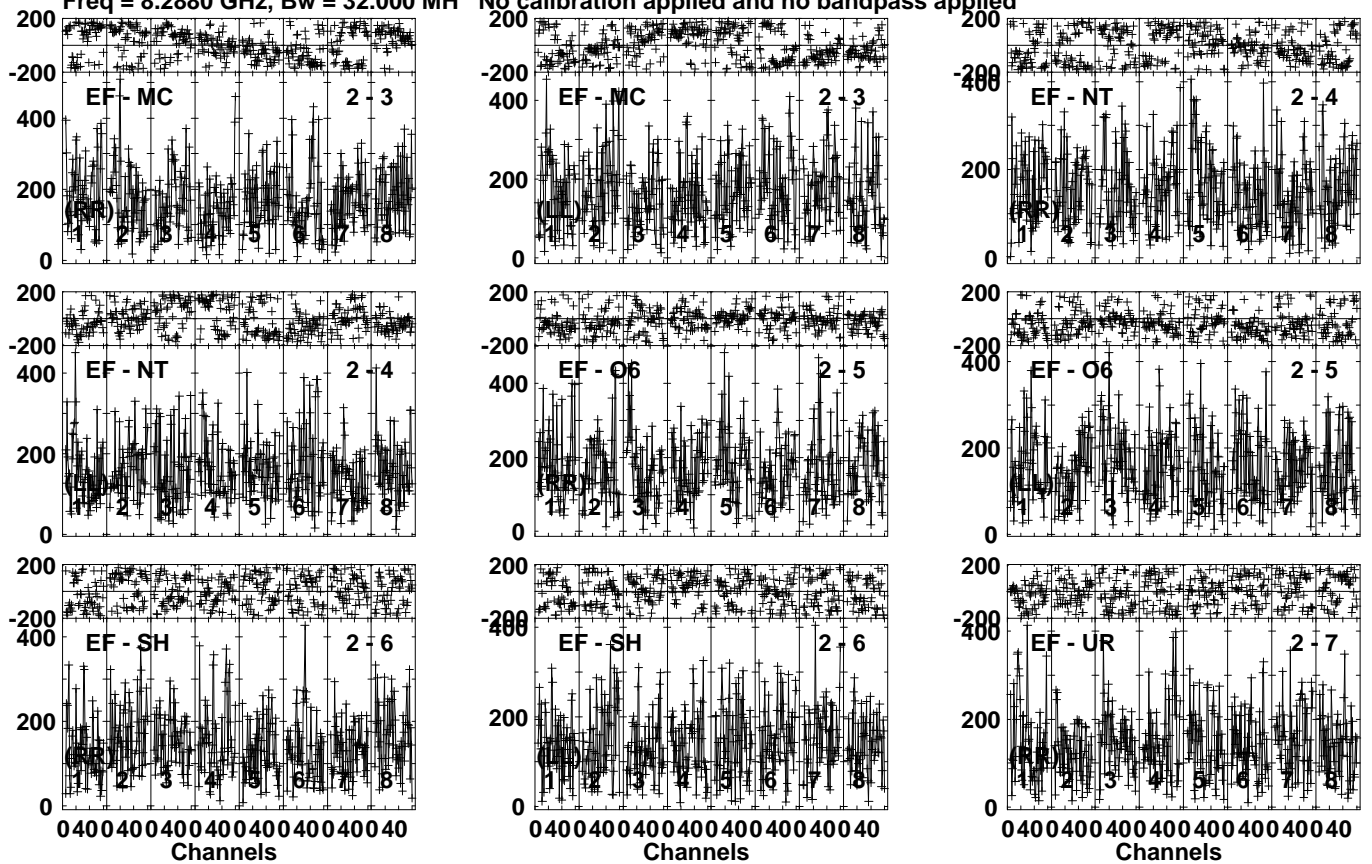 Freq = 8.2880 GHz, Bw = 32.000 MH No calibration applied and no bandpass applied
200
-200
EF - MC 2 - 3
400
200
(RR)
1 2 3 4 5 6 7 8
0
200
-200
EF - MC 2 - 3
400
200
(LL)
1 2 3 4 5 6 7 8
0
200
-200
400
EF - NT 2 - 4
200
(RR)
1 2 3 4 5 6 7 8
0
200
-200
EF - NT 2 - 4
400
200
(LL)
1 2 3 4 5 6 7 8
0
200
-200
EF - O6 2 - 5
400
200
(RR)
1 2 3 4 5 6 7 8
0
200
-200
EF - O6 2 - 5
400
200
(LL)
1 2 3 4 5 6 7 8
0
200
-200
EF - SH 2 - 6
400
200
(RR)
1 2 3 4 5 6 7 8
0
200
-200
400
EF - SH 2 - 6
200
(LL)
1 2 3 4 5 6 7 8
0
200
-200
400
EF - UR 2 - 7
200
(RR)
1 2 3 4 5 6 7 8
0
0 40 0 40 0 40 0 40 0 40 0 40 0 40 0 40
Channels
0 40 0 40 0 40 0 40 0 40 0 40 0 40 0 40
Channels
0 40 0 40 0 40 0 40 0 40 0 40 0 40 0 40
Channels